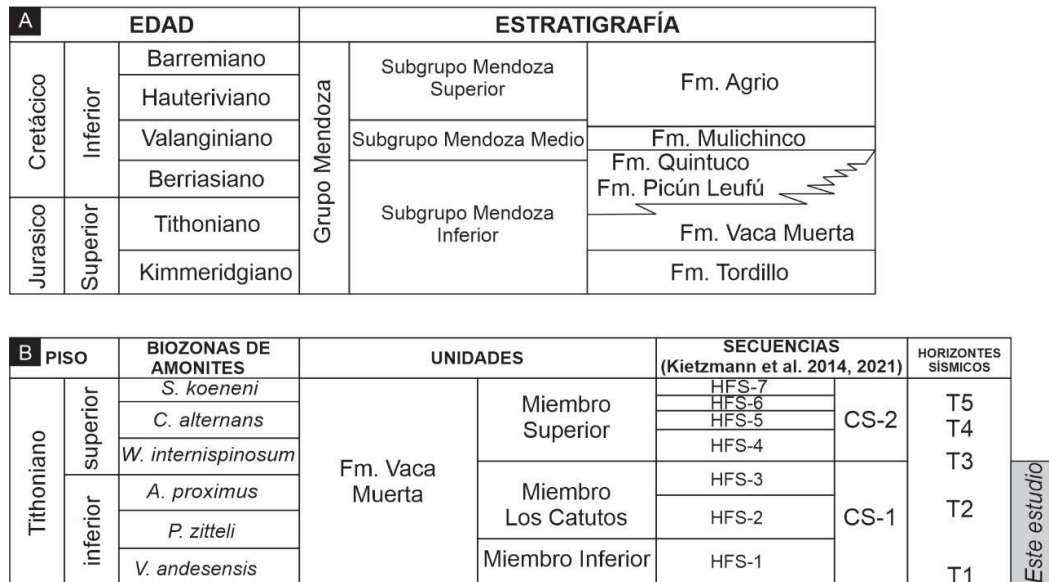 A
EDAD
ESTRATIGRAFÍA
Cretácico
Inferior
Barremiano
Hauteriviano
Valanginiano
Berriasiano
Jurasico
Superior
Tithoniano
Kimmeridgiano
Grupo Mendoza
Subgrupo Mendoza
Superior
Subgrupo Mendoza Medio
Subgrupo Mendoza
Inferior
Fm. Agrio
Fm. Mulichinco
Fm. Quintuco
Fm. Picún Leufú
Fm. Vaca Muerta
Fm. Tordillo
B
PISO
BIOZONAS DE
AMONITES
UNIDADES
SECUENCIAS
(Kietzmann et al. 2014, 2021)
HORIZONTES
SÍSMICOS
Tithoniano
superior
inferior
S. koeneni
C. alternans
W. internispinosum
A. proximus
P. zitteli
V. andesensis
Fm. Vaca
Muerta
Miembro
Superior
Miembro
Los Catutos
Miembro Inferior
HFS-7
HFS-6
HFS-5
HFS-4
HFS-3
HFS-2
HFS-1
CS-2
CS-1
T5
T4
T3
T2
T1
Este estudio